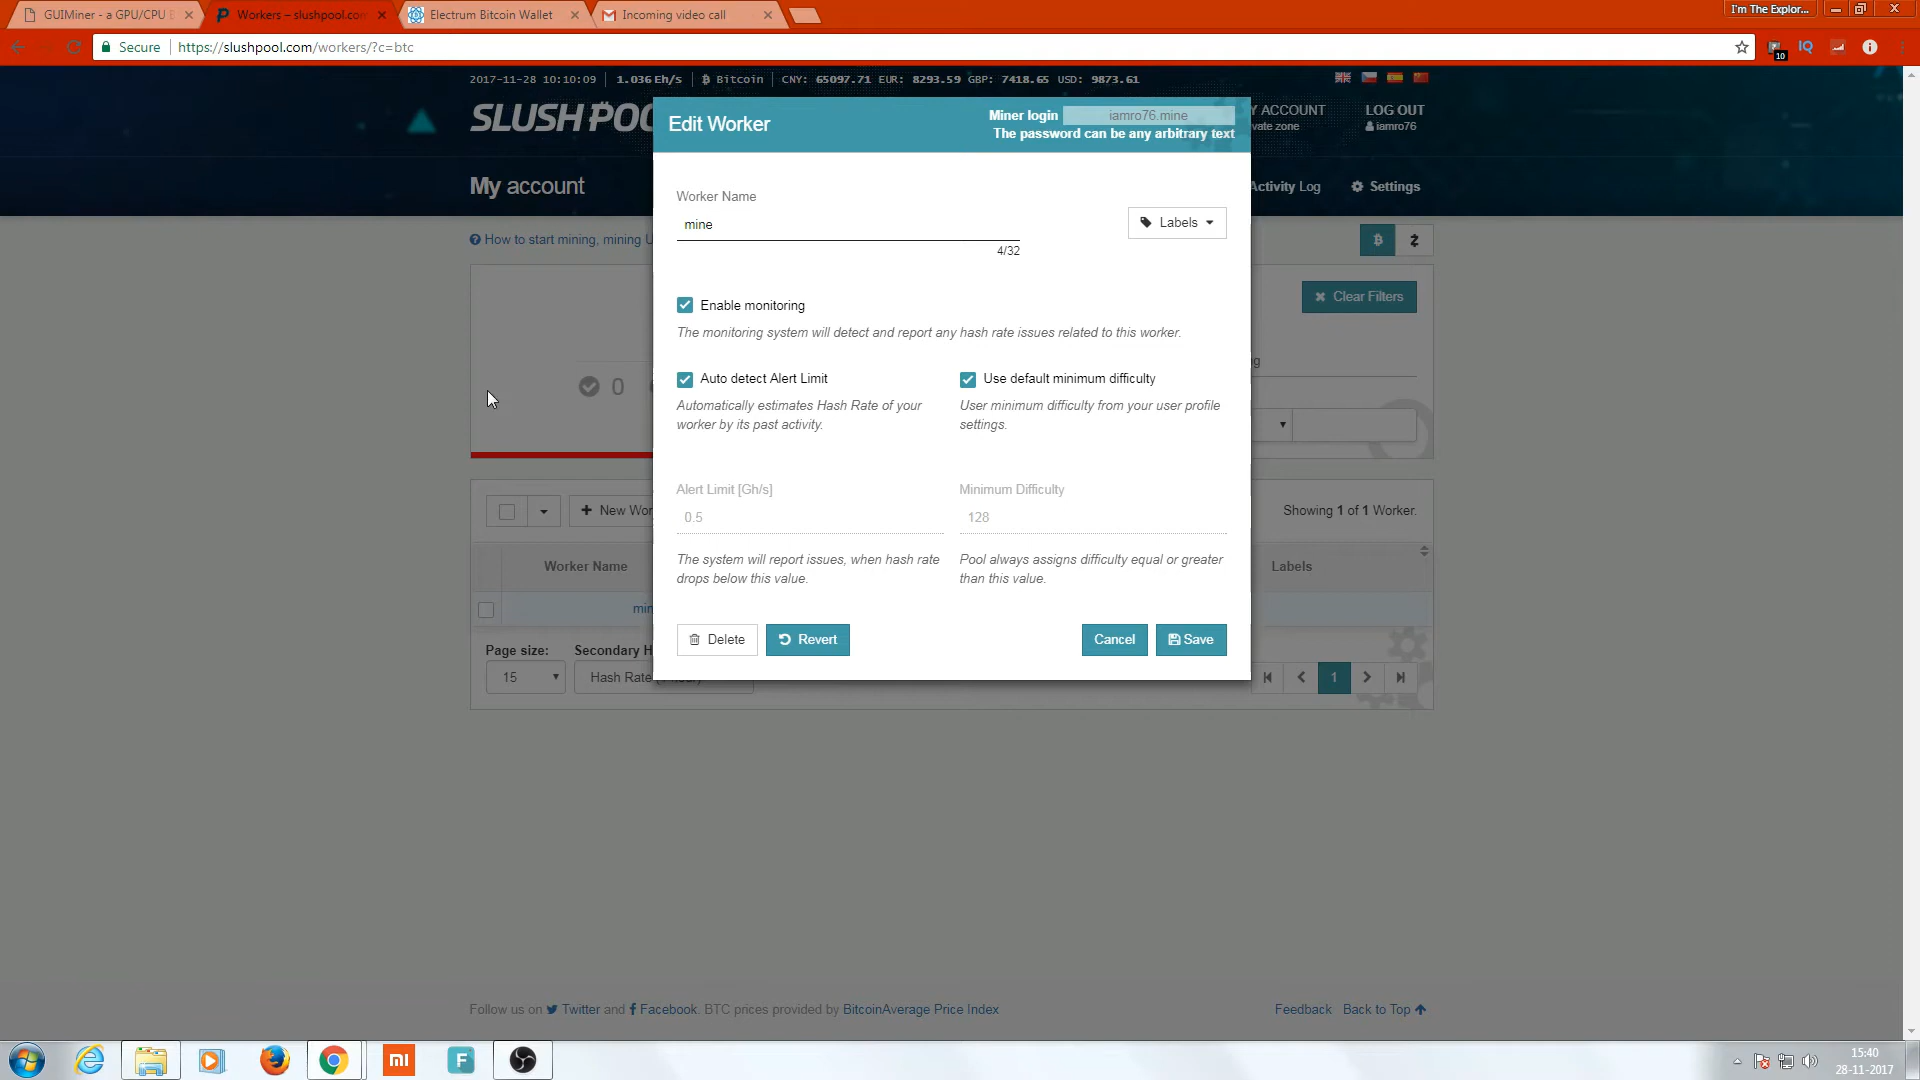 GUIMiner - a GPU/CPU
Workers – slushpool.com
Electrum Bitcoin Wallet
Incoming video call
I'm The Explor...
Secure
https://slushpool.com/workers/?c=btc
IQ
10
2017-11-28 10:10:09
1.036 Eh/s
Bitcoin
CNY: 65097.71 EUR: 8293.59 GBP: 7418.65 USD: 9873.61
SLUSH POO
Edit Worker
Miner login
iamro76.mine
The password can be any arbitrary text
Y ACCOUNT
vate zone
LOG OUT
iamro76
My account
Activity Log
Settings
How to start mining, mining U
Worker Name
mine
4/32
Labels
Clear Filters
Enable monitoring
The monitoring system will detect and report any hash rate issues related to this worker.
0
Auto detect Alert Limit
Automatically estimates Hash Rate of your
worker by its past activity.
Use default minimum difficulty
User minimum difficulty from your user profile
settings.
Alert Limit [Gh/s]
0.5
The system will report issues, when hash rate
drops below this value.
Minimum Difficulty
128
Pool always assigns difficulty equal or greater
than this value.
New Wor
Showing 1 of 1 Worker.
Worker Name
Labels
min
Delete
Revert
Cancel
Save
Page size:
15
Secondary H
Hash Rate
1
Follow us on Twitter and Facebook. BTC prices provided by BitcoinAverage Price Index
Feedback
Back to Top
mi
F
15:40
28-11-2017